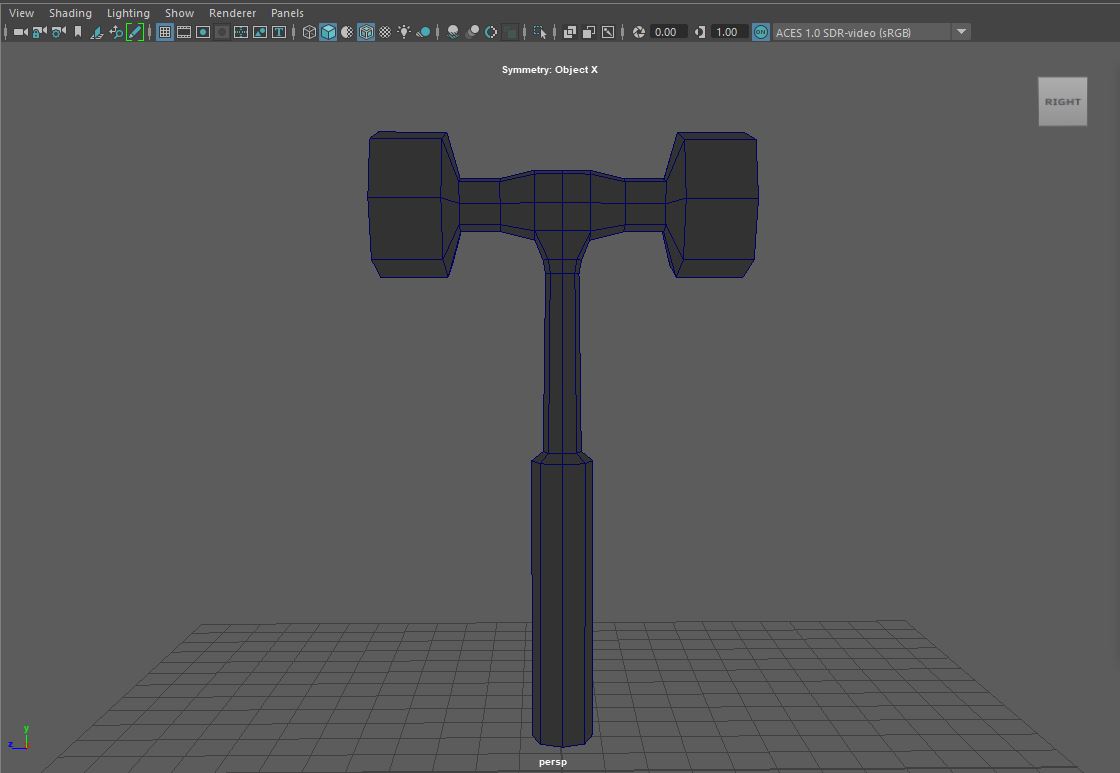 View Shading Lighting Show Renderer Panels
0.00 1.00 ON ACES 1.0 SDR-video (sRGB)
Symmetry: Object X
RIGHT
y
z
persp